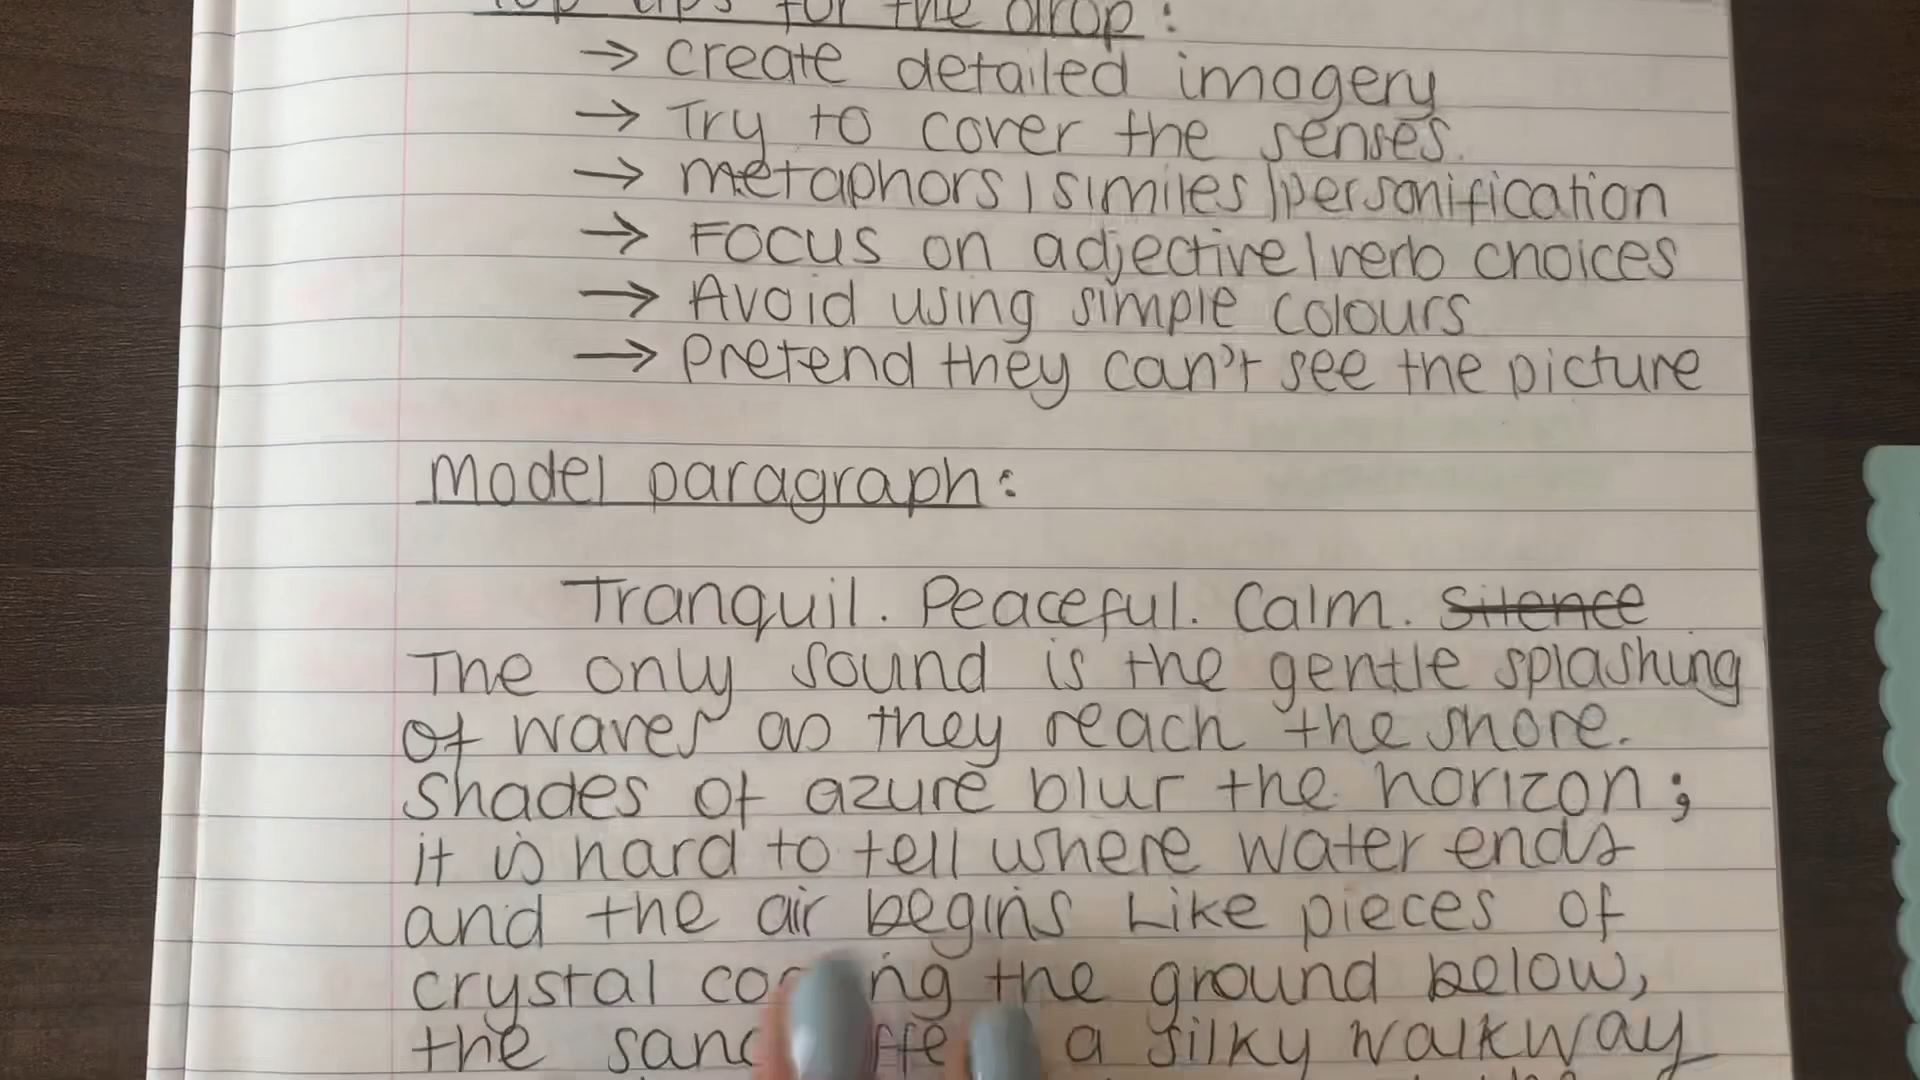 Top tips for the drop:
→ create detailed imagery
→ Try to cover the senses.
→ metaphors | similes | personification
→ Focus on adjective | verb choices
→ Avoid using simple colours
→ Pretend they can't see the picture
Model paragraph:
Tranquil. Peaceful. Calm. Silence
The only sound is the gentle splashing
of waves as they reach the shore.
Shades of azure blur the horizon;
it is hard to tell where water ends
and the air begins Like pieces of
crystal the ground below,
the a silky walkway